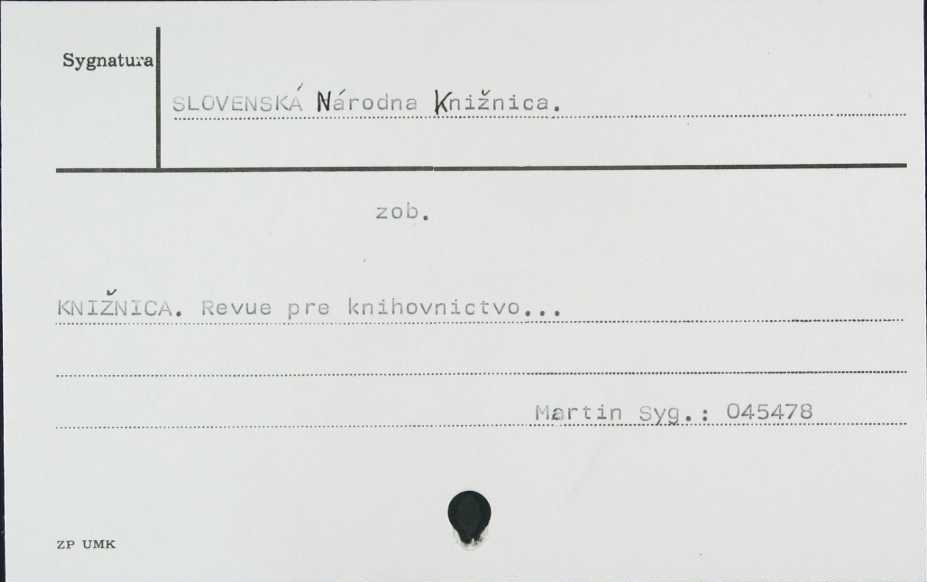 Sygnatura
SLOVENSKÁ Národna Knižnica.
zob.
KNIŽNICA. Revue pre knihovnictvo...
Martin Syg.: 045478
ZP UMK